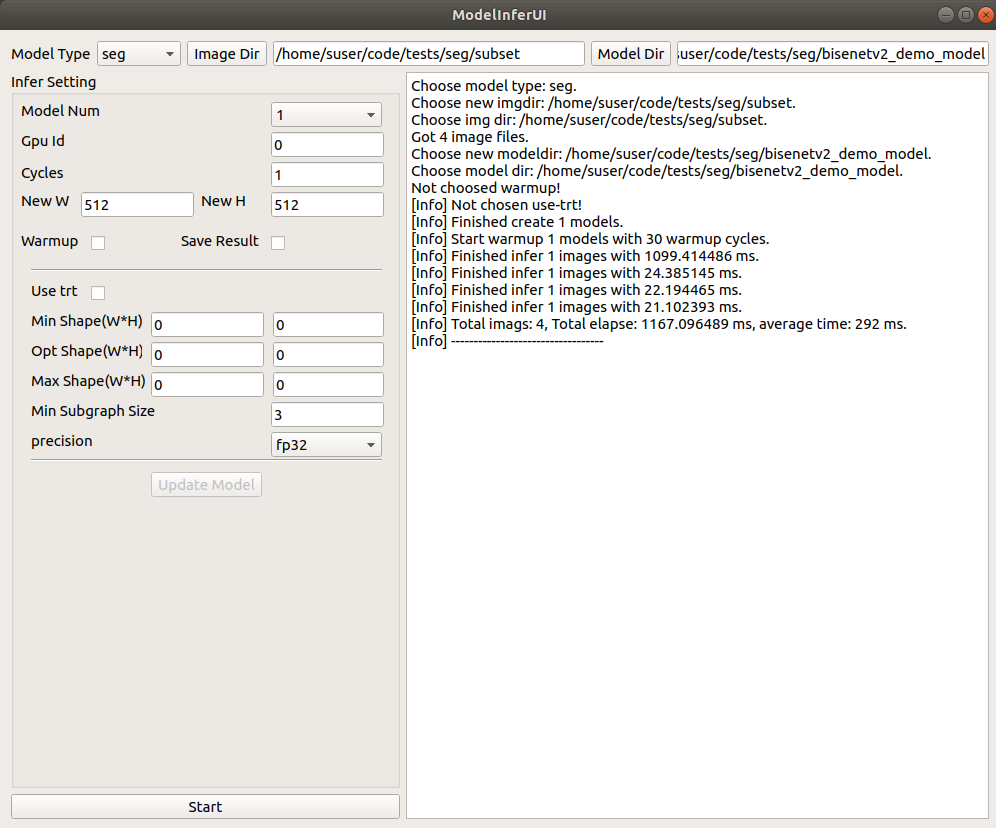 ModelInferUI
Model Type seg Image Dir /home/suser/code/tests/seg/subset Model Dir user/code/tests/seg/bisenetv2_demo_model
Infer Setting
Model Num 1
Gpu Id 0
Cycles 1
New W 512 New H 512
Warmup Save Result
Use trt
Min Shape(W*H) 0 0
Opt Shape(W*H) 0 0
Max Shape(W*H) 0 0
Min Subgraph Size 3
precision fp32
Update Model
Start
Choose model type: seg.
Choose new imgdir: /home/suser/code/tests/seg/subset.
Choose img dir: /home/suser/code/tests/seg/subset.
Got 4 image files.
Choose new modeldir: /home/suser/code/tests/seg/bisenetv2_demo_model.
Choose model dir: /home/suser/code/tests/seg/bisenetv2_demo_model.
Not choosed warmup!
[Info] Not chosen use-trt!
[Info] Finished create 1 models.
[Info] Start warmup 1 models with 30 warmup cycles.
[Info] Finished infer 1 images with 1099.414486 ms.
[Info] Finished infer 1 images with 24.385145 ms.
[Info] Finished infer 1 images with 22.194465 ms.
[Info] Finished infer 1 images with 21.102393 ms.
[Info] Total imags: 4, Total elapse: 1167.096489 ms, average time: 292 ms.
[Info] ----------------------------------